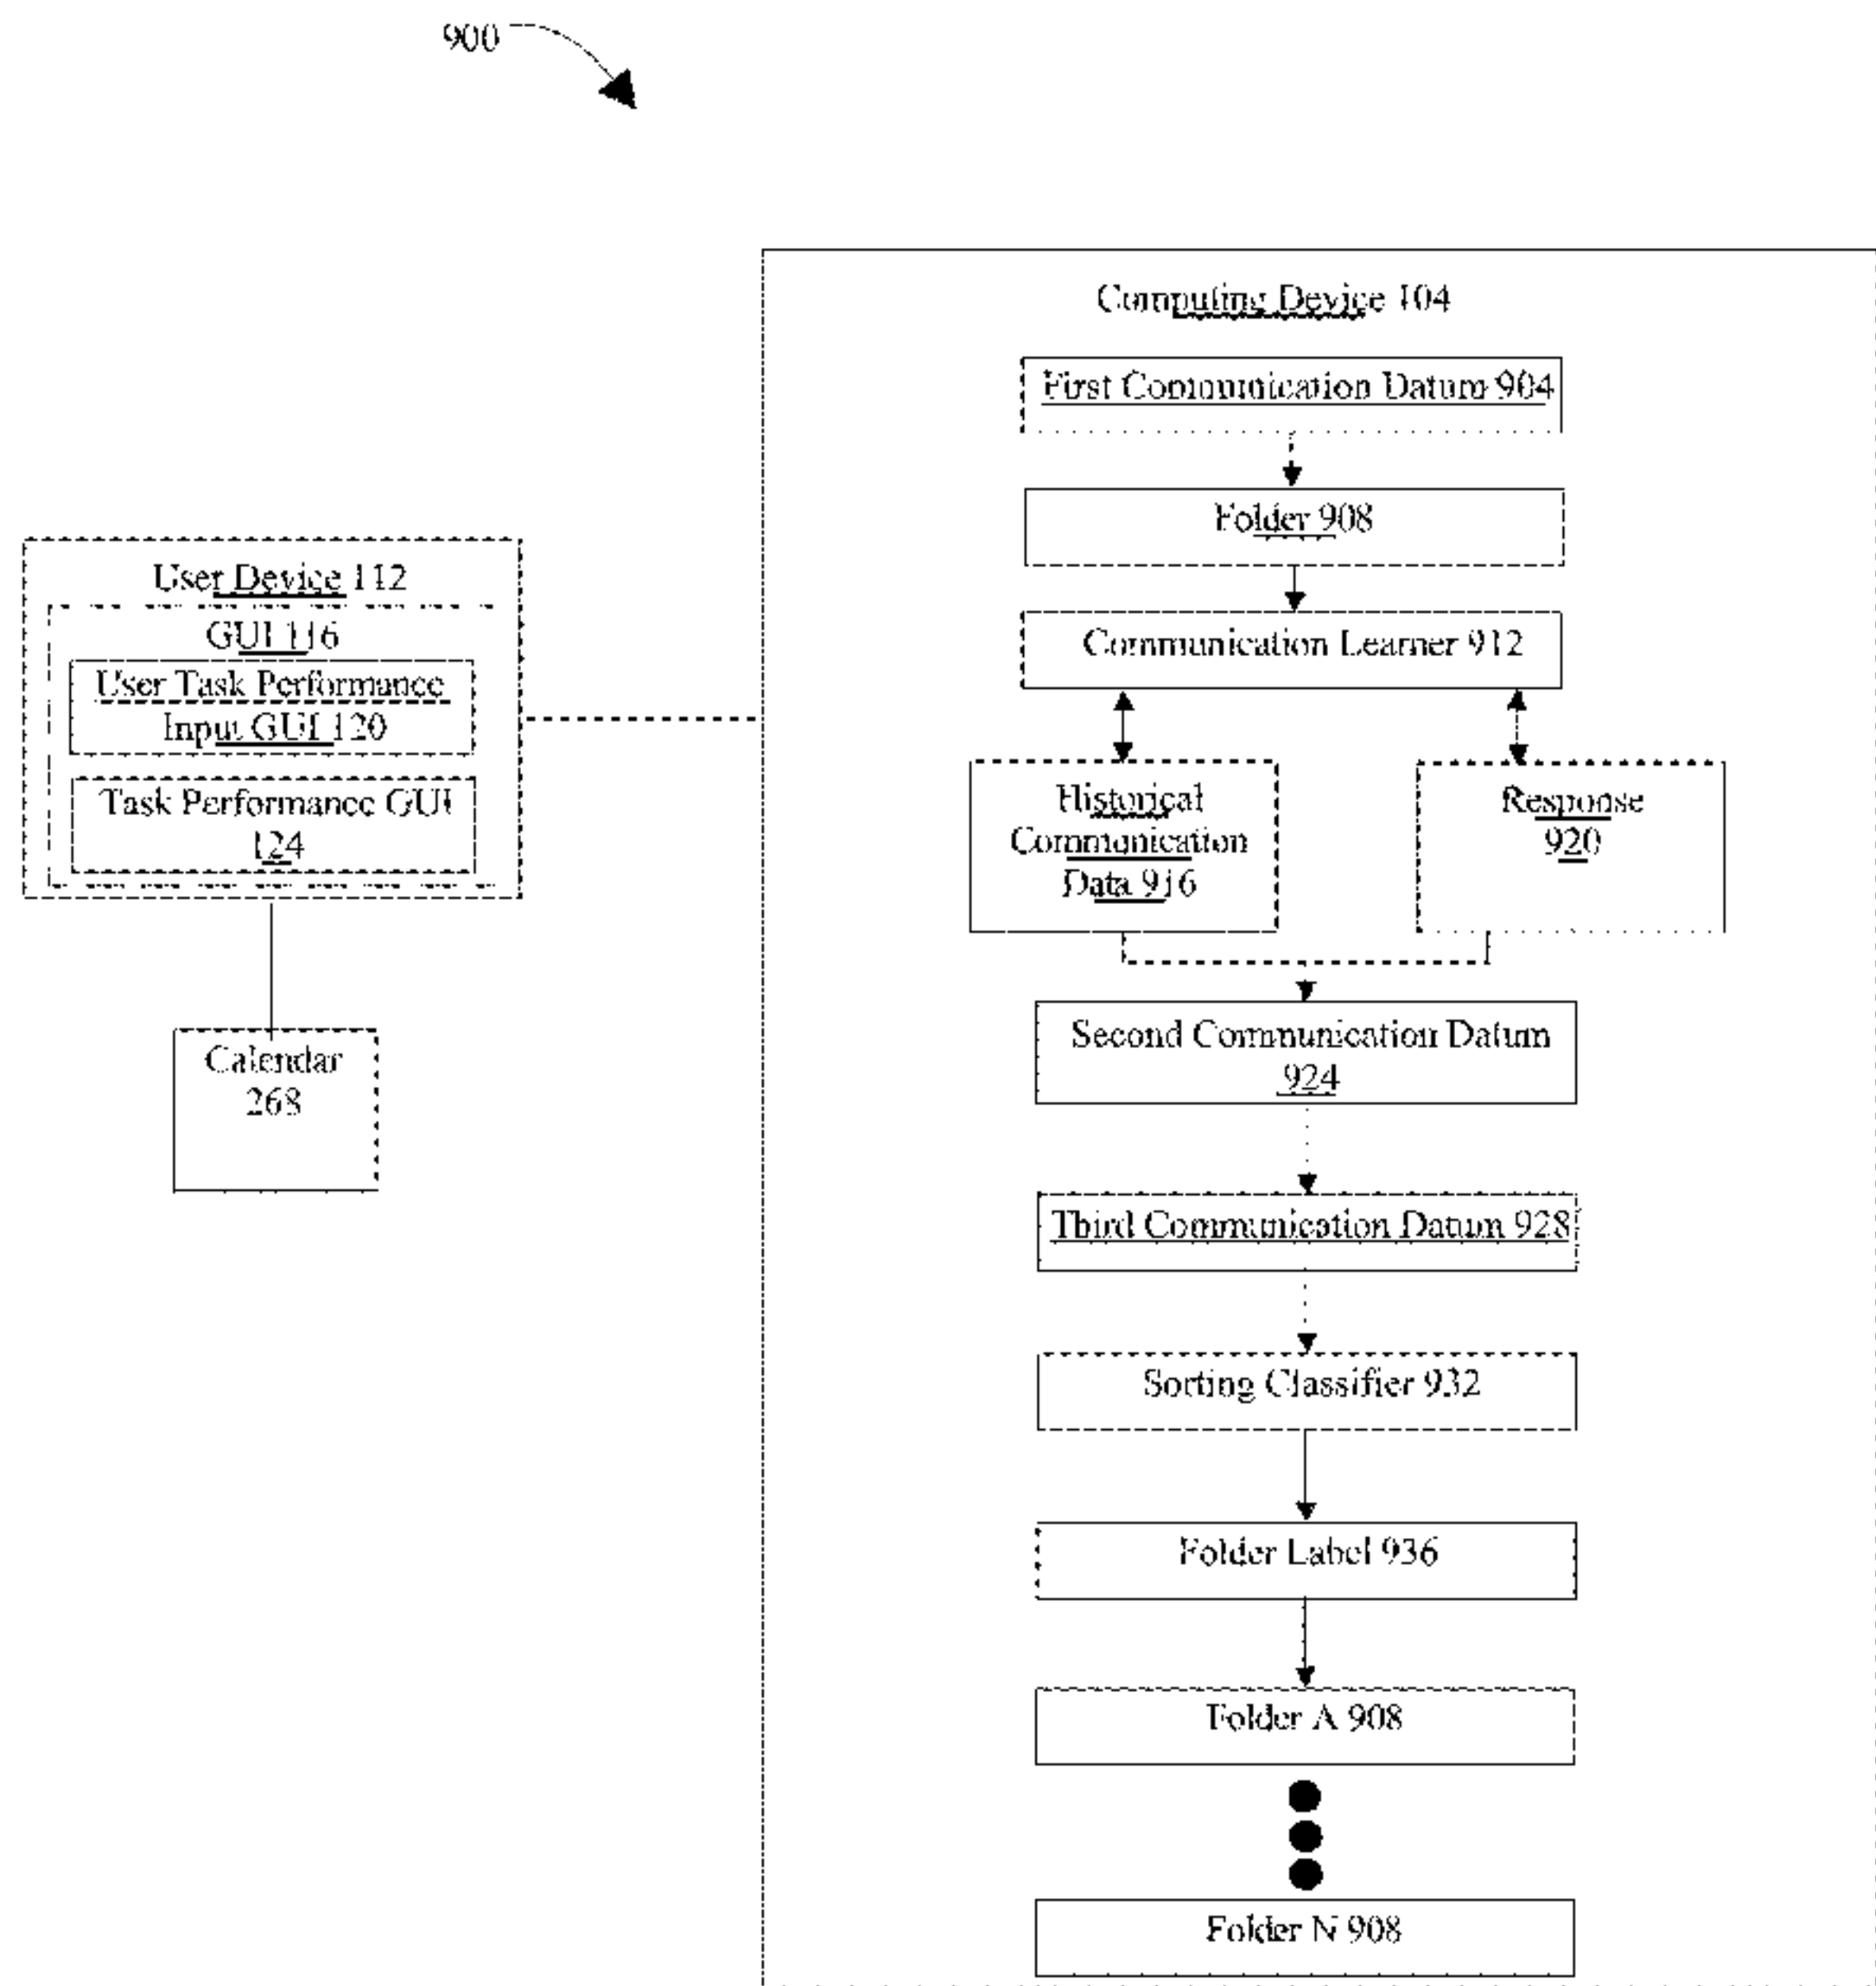 900
Computing Device 104
First Communication Datum 904
Folder 908
Communication Learner 912
Historical
Communication
Data 916
Response
920
Second Communication Datum
924
Third Communication Datum 928
Sorting Classifier 932
Folder Label 936
Folder A 908
Folder N 908
User Device 112
GUI 116
User Task Performance
Input GUI 120
Task Performance GUI
124
Calendar
268